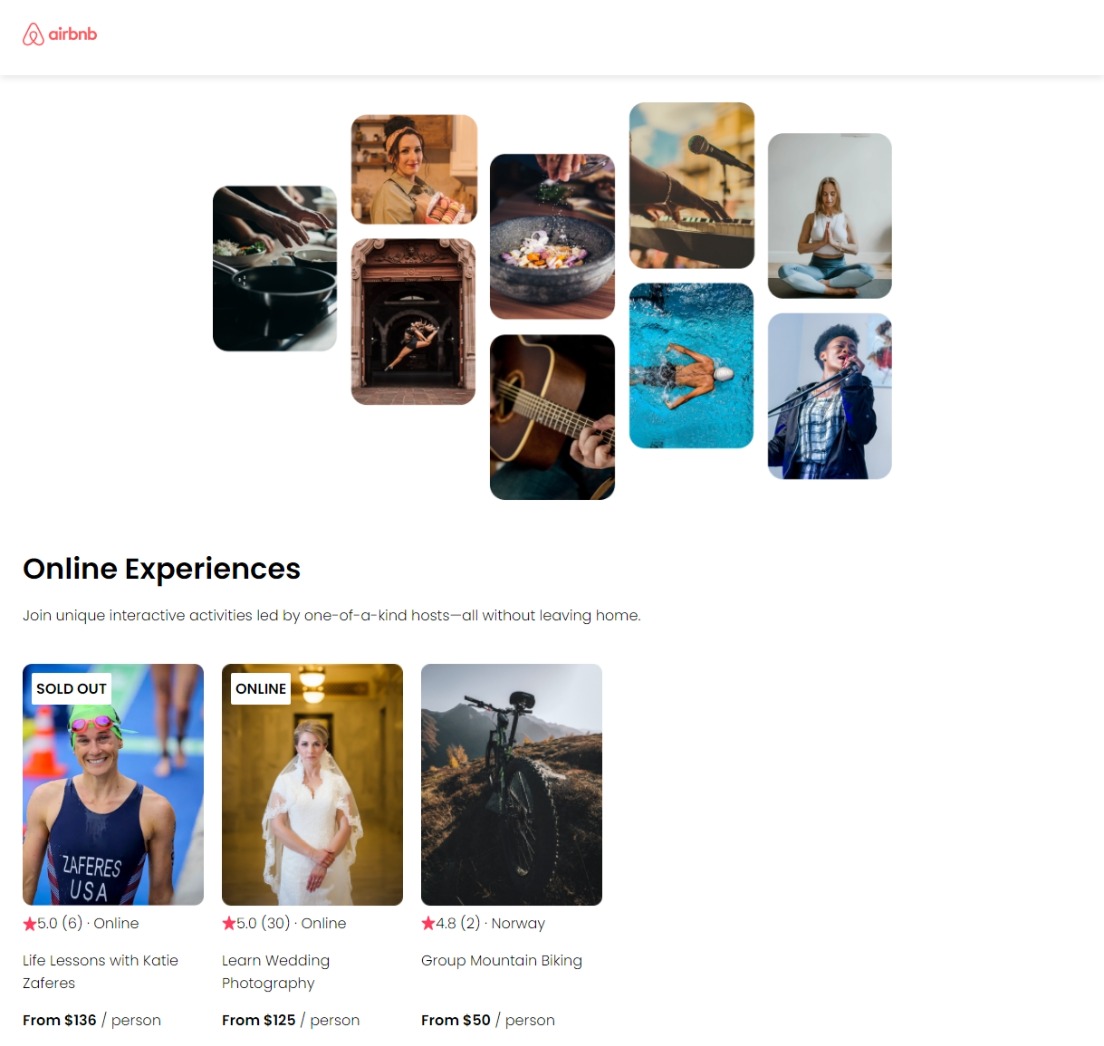 airbnb
Online Experiences
Join unique interactive activities led by one-of-a-kind hosts—all without leaving home.
SOLD OUT
ZAFERES
USA
5.0 (6) · Online
Life Lessons with Katie
Zaferes
From $136 / person
ONLINE
5.0 (30) · Online
Learn Wedding
Photography
From $125 / person
4.8 (2) · Norway
Group Mountain Biking
From $50 / person